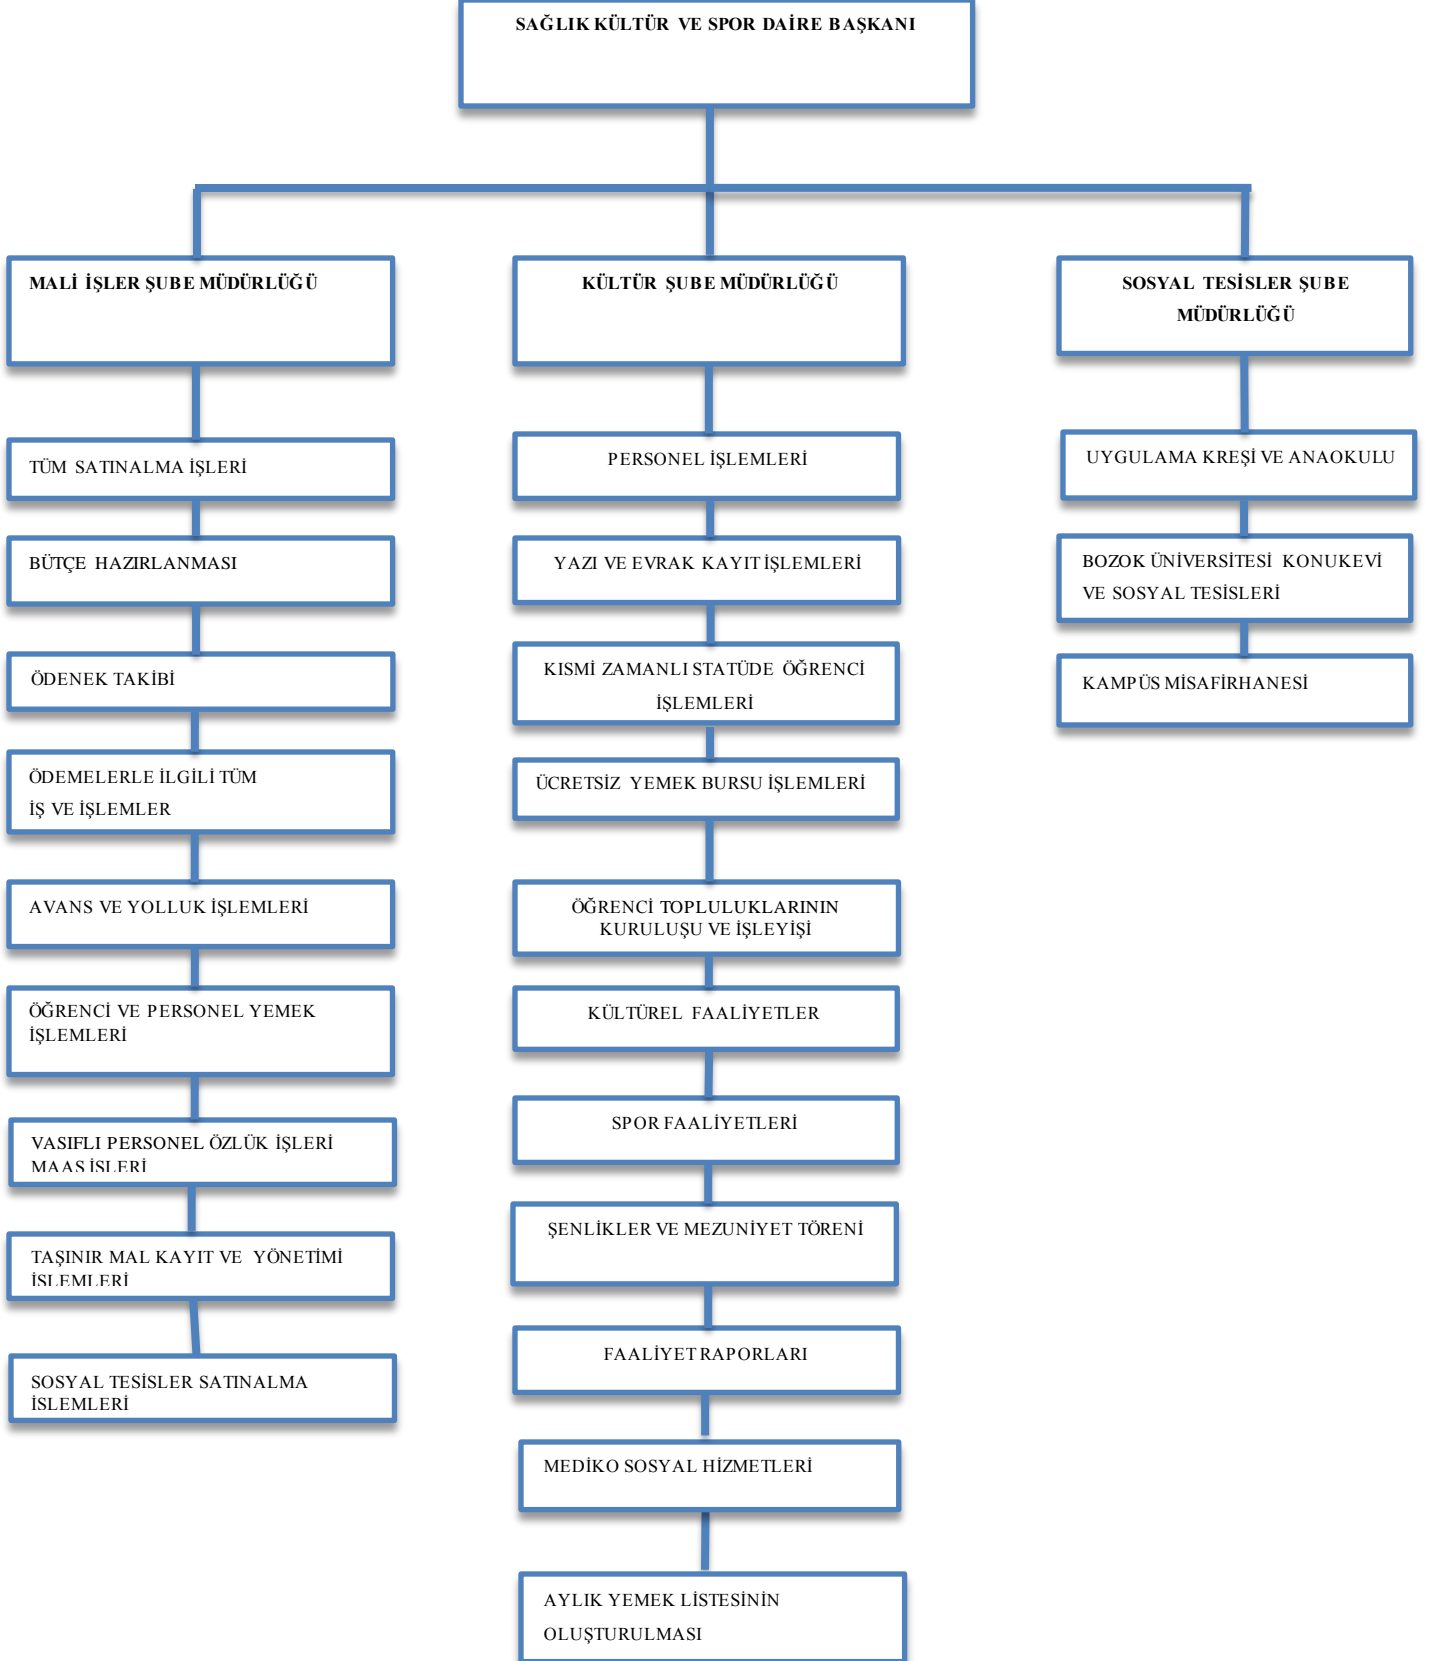 SAĞLIK KÜLTÜR VE SPOR DAİRE BAŞKANI
MALİ İŞLER ŞUBE MÜDÜRLÜĞÜ
TÜM SATINALMA İŞLERİ
BÜTÇE HAZIRLANMASI
ÖDENEK TAKİBİ
ÖDEMELERLE İLGİLİ TÜM
İŞ VE İŞLEMLER
AVANS VE YOLLUK İŞLEMLERİ
ÖĞRENCİ VE PERSONEL YEMEK
İŞLEMLERİ
VASIFLI PERSONEL ÖZLÜK İŞLERİ
MAAŞ İŞLERİ
TAŞINIR MAL KAYIT VE YÖNETİMİ
İŞLEMLERİ
SOSYAL TESİSLER SATINALMA
İŞLEMLERİ
KÜLTÜR ŞUBE MÜDÜRLÜĞÜ
PERSONEL İŞLEMLERİ
YAZI VE EVRAK KAYIT İŞLEMLERİ
KISMİ ZAMANLI STATÜDE ÖĞRENCİ
İŞLEMLERİ
ÜCRETSİZ YEMEK BURSU İŞLEMLERİ
ÖĞRENCİ TOPLULUKLARININ
KURULUŞU VE İŞLEYİŞİ
KÜLTÜREL FAALİYETLER
SPOR FAALİYETLERİ
ŞENLİKLER VE MEZUNİYET TÖRENİ
FAALİYET RAPORLARI
MEDİKO SOSYAL HİZMETLERİ
AYLIK YEMEK LİSTESİNİN
OLUŞTURULMASI
SOSYAL TESİSLER ŞUBE
MÜDÜRLÜĞÜ
UYGULAMA KREŞİ VE ANAOKULU
BOZOK ÜNİVERSİTESİ KONUKEVİ
VE SOSYAL TESİSLERİ
KAMPÜS MİSAFİRHANESİ